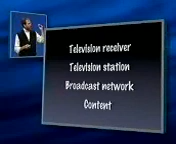 Television receiver
Television station
Broadcast network
Content